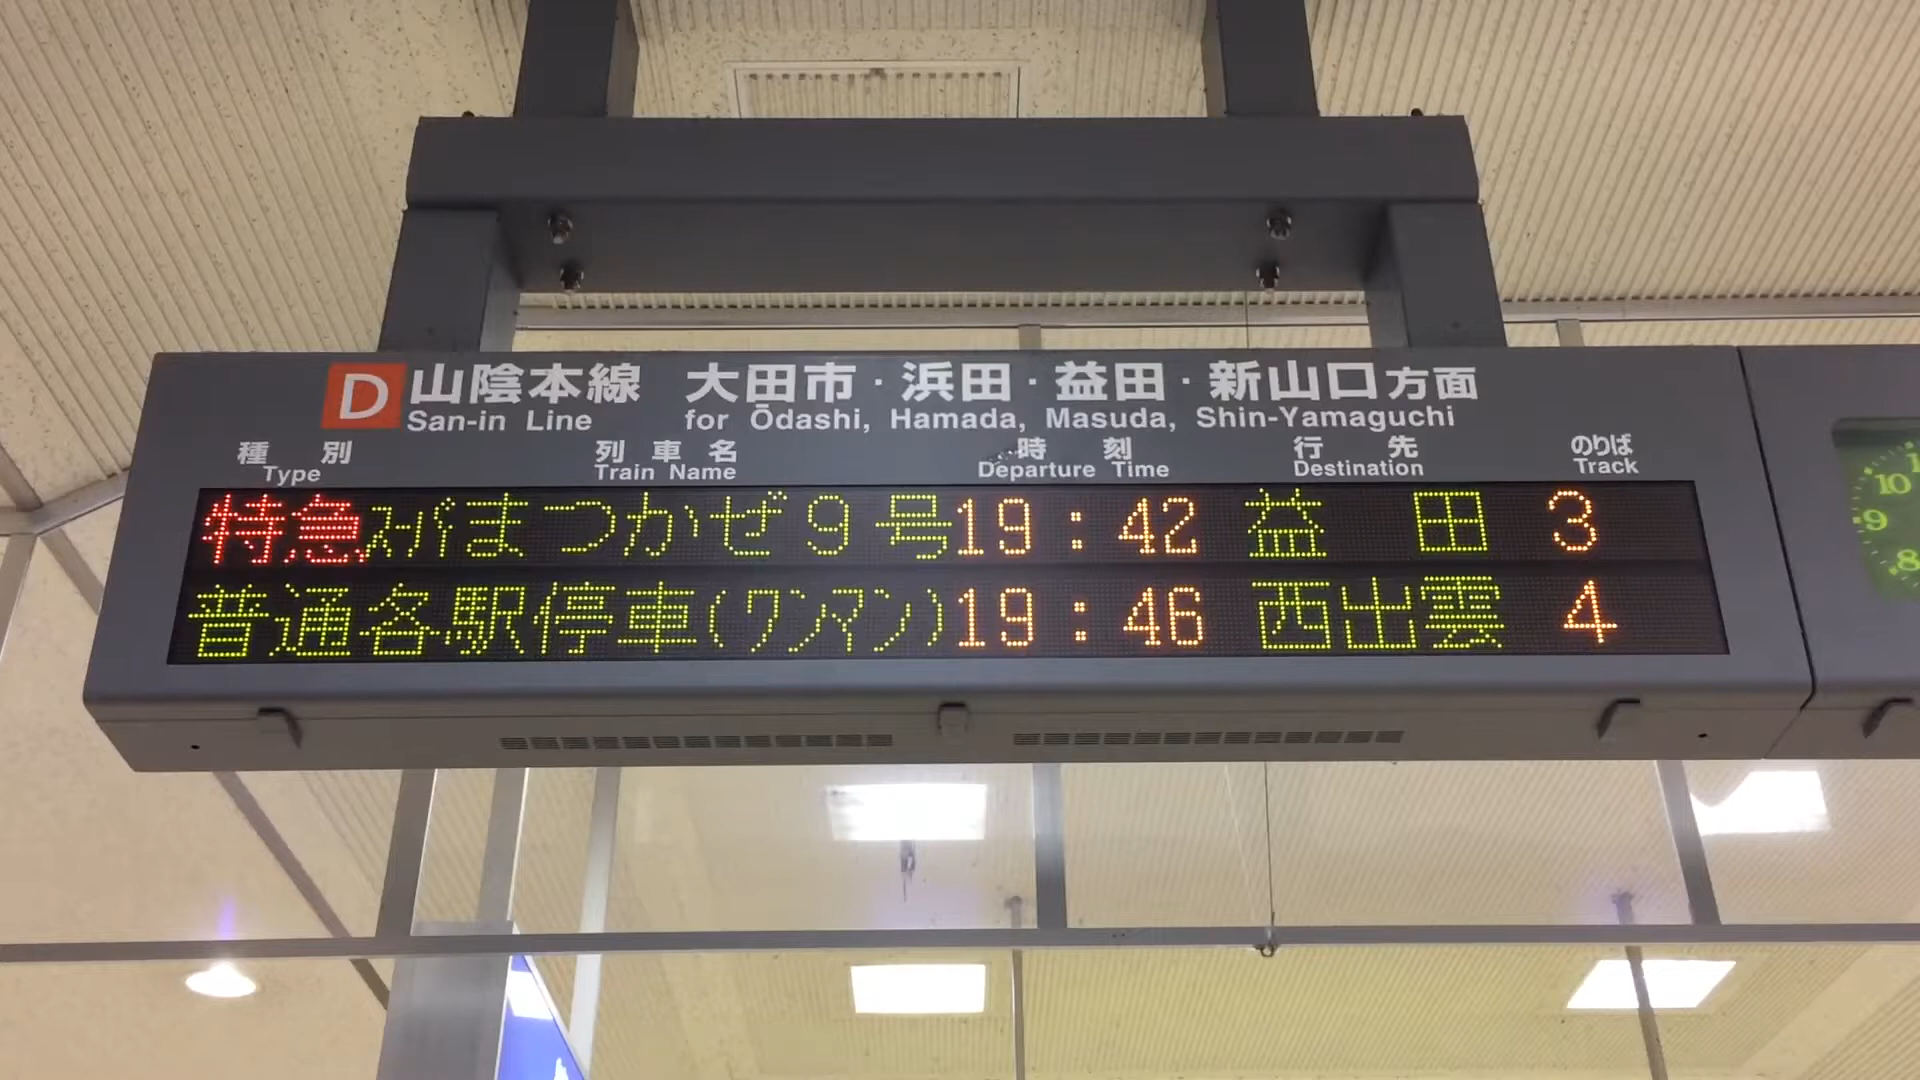 D 山陰本線 大田市・浜田・益田・新山口方面
San-in Line for Ōdashi, Hamada, Masuda, Shin-Yamaguchi
種別 列車名 時刻 行先 のりば
Type Train Name Departure Time Destination Track
特急 スーパーまつかぜ9号 19:42 益田 3
普通各駅停車(ワンマン) 19:46 西出雲 4
10
9
8